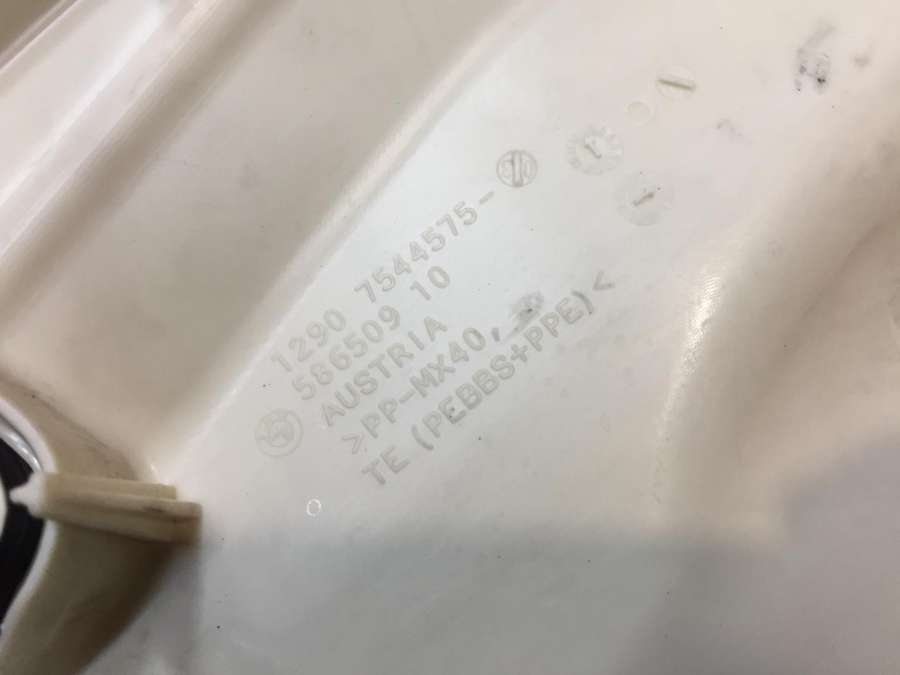 1290 7544575-
586509 10
AUSTRIA
>PP-MX40,
TE (PEBBS+PPE)<